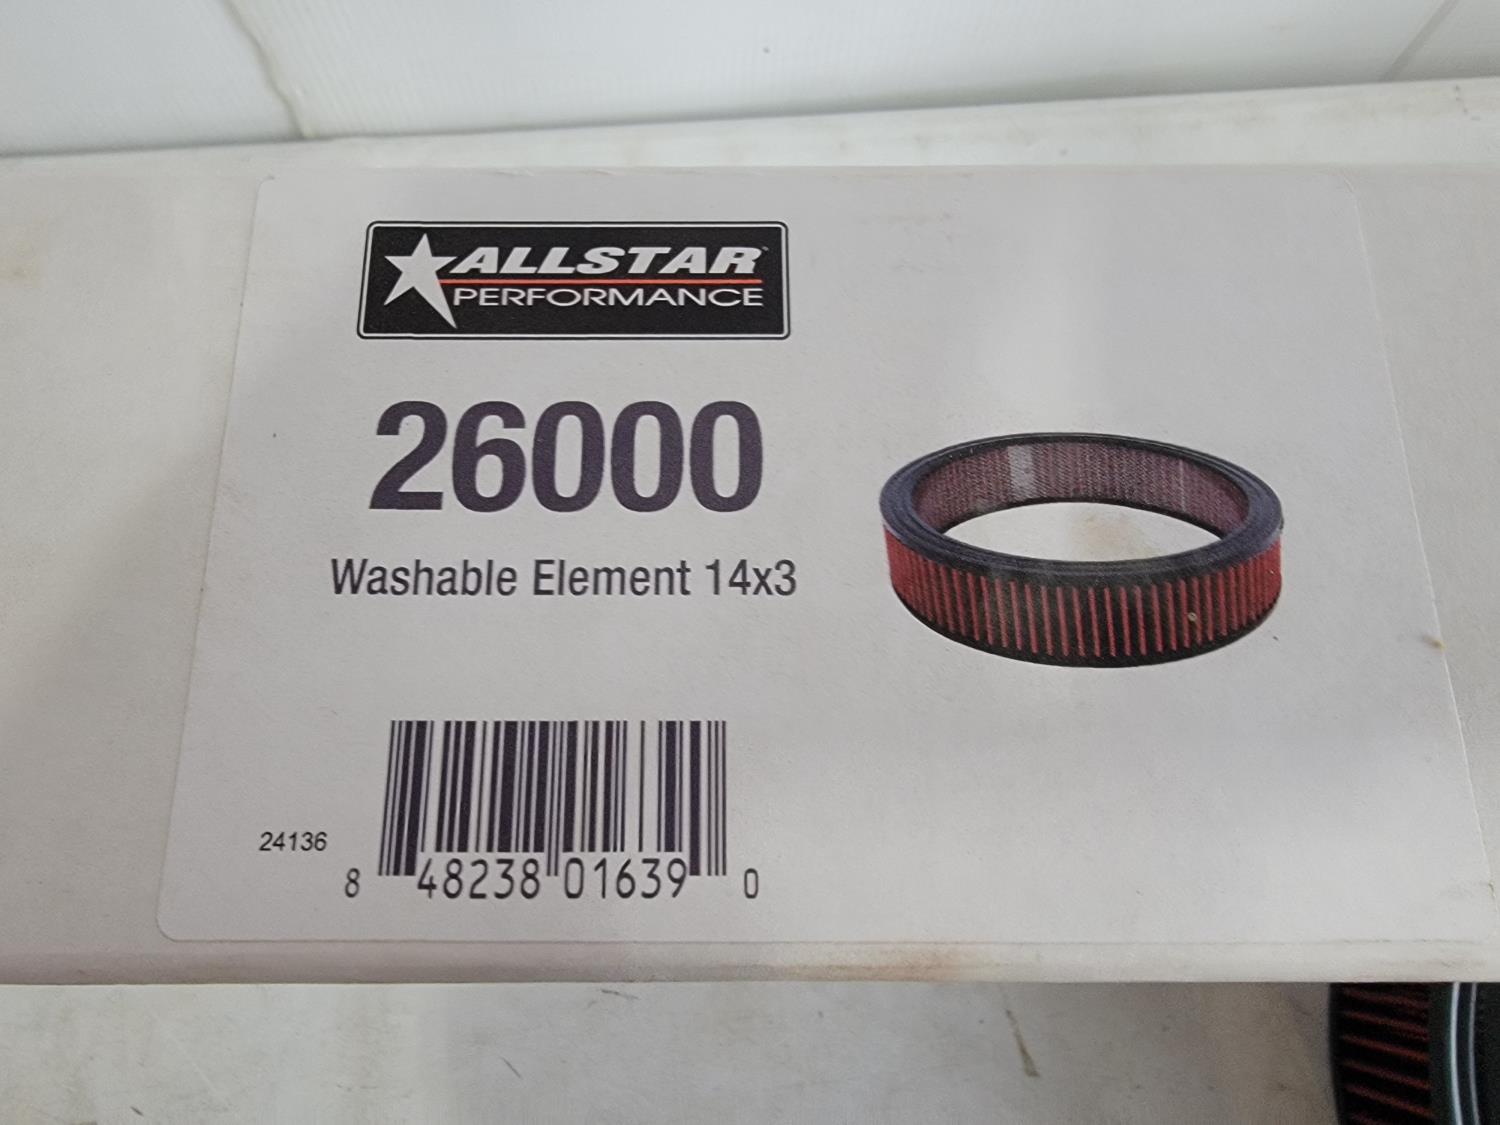 ALLSTAR
PERFORMANCE
26000
Washable Element 14x3
24136
8 48238 01639 0